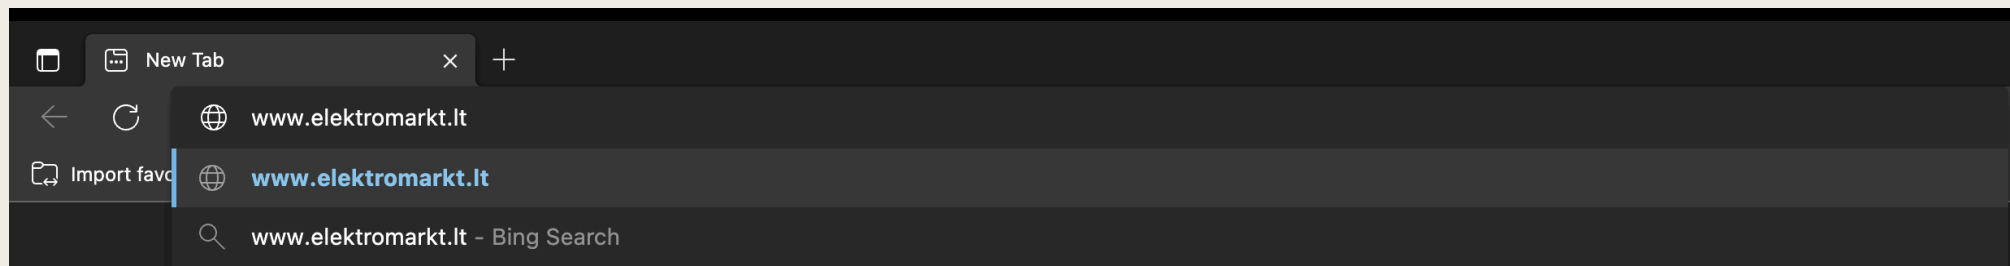 New Tab
www.elektromarkt.lt
Import favo
www.elektromarkt.lt
www.elektromarkt.lt - Bing Search